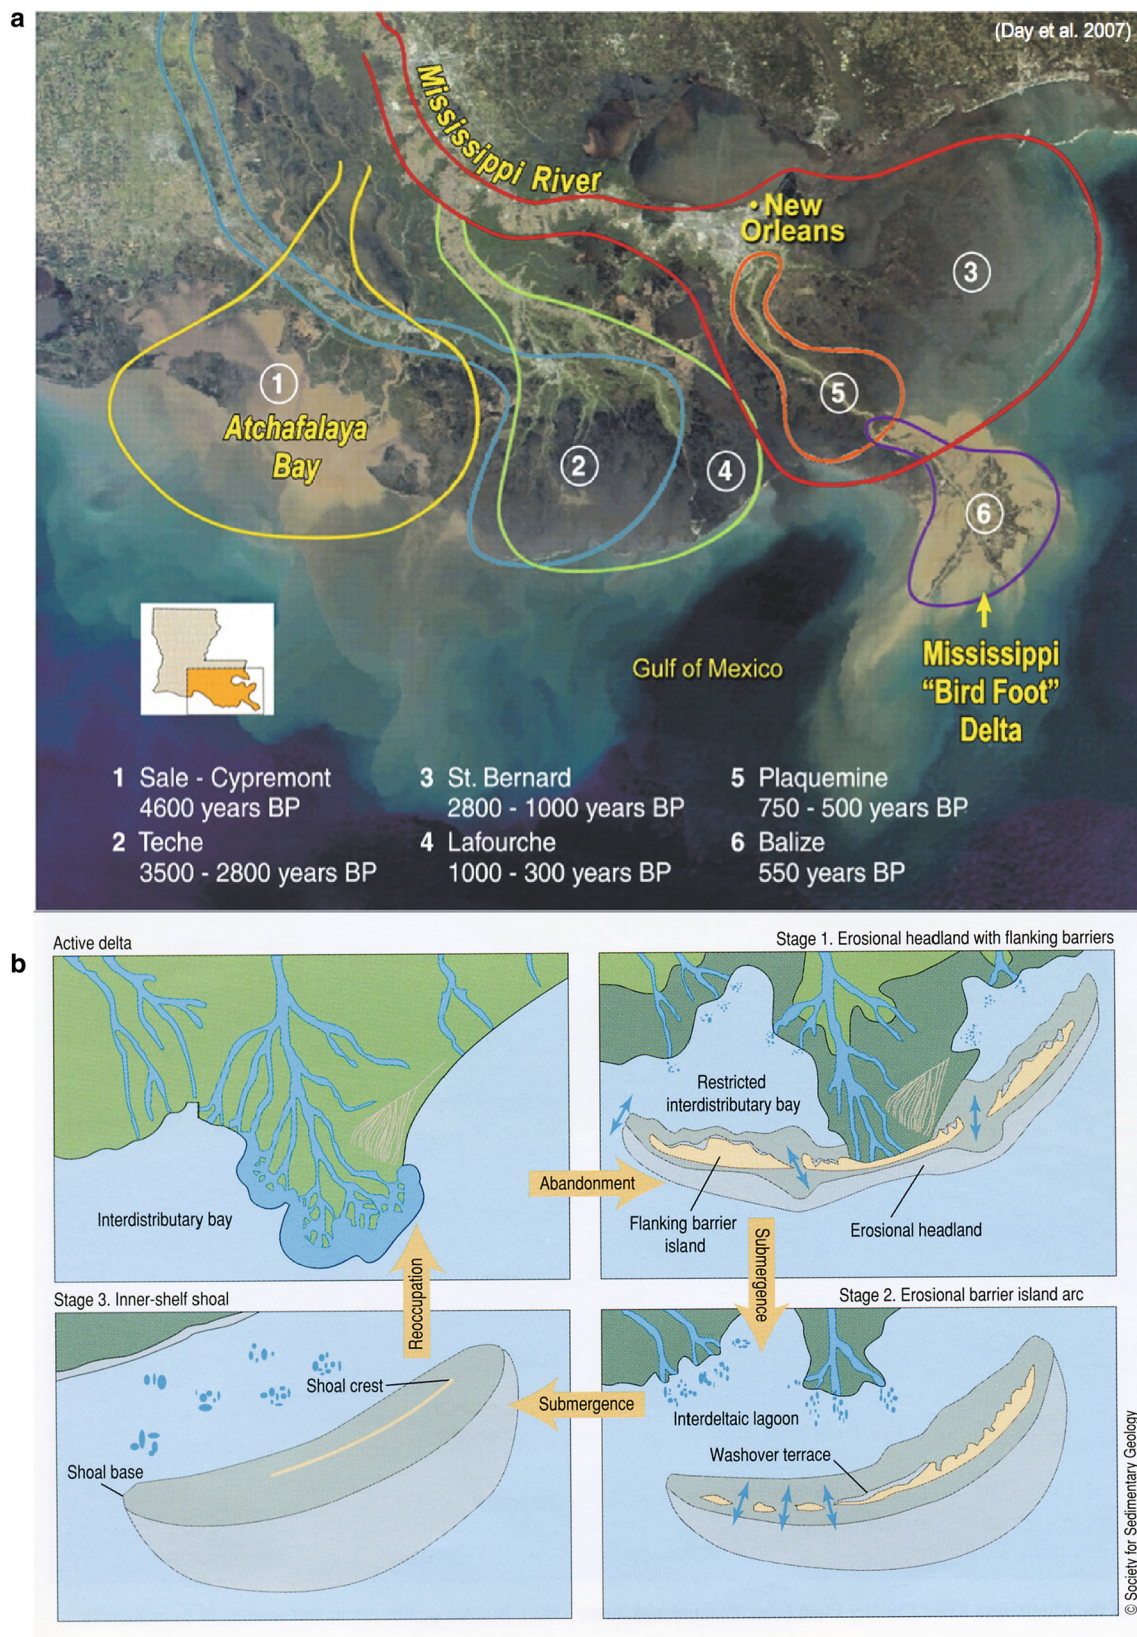 a
(Day et al. 2007)
Mississippi River
• New
Orleans
3
1
5
Atchafalaya
Bay
2
4
6
Gulf of Mexico
Mississippi
“Bird Foot”
Delta
1 Sale - Cypremont
4600 years BP
2 Teche
3500 - 2800 years BP
3 St. Bernard
2800 - 1000 years BP
4 Lafourche
1000 - 300 years BP
5 Plaquemine
750 - 500 years BP
6 Balize
550 years BP
b
Active delta
Interdistributary bay
Abandonment
Stage 1. Erosional headland with flanking barriers
Restricted
interdistributary bay
Flanking barrier
island
Erosional headland
Submergence
Stage 2. Erosional barrier island arc
Interdeltaic lagoon
Washover terrace
Submergence
Stage 3. Inner-shelf shoal
Shoal crest
Shoal base
Reoccupation
© Society for Sedimentary Geology